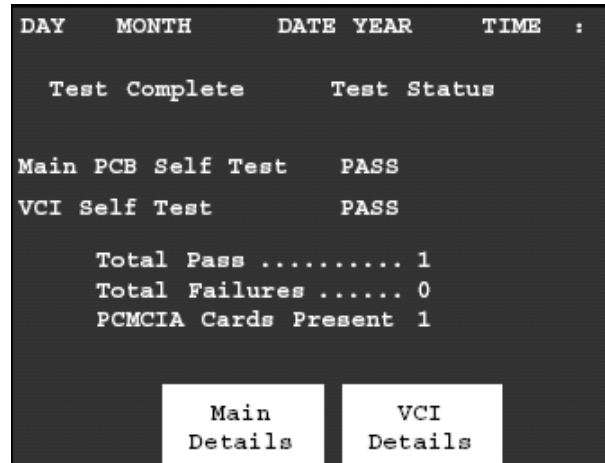 DAY MONTH DATE YEAR TIME :
Test Complete Test Status
Main PCB Self Test PASS
VCI Self Test PASS
Total Pass .......... 1
Total Failures ...... 0
PCMCIA Cards Present 1
Main Details
VCI Details